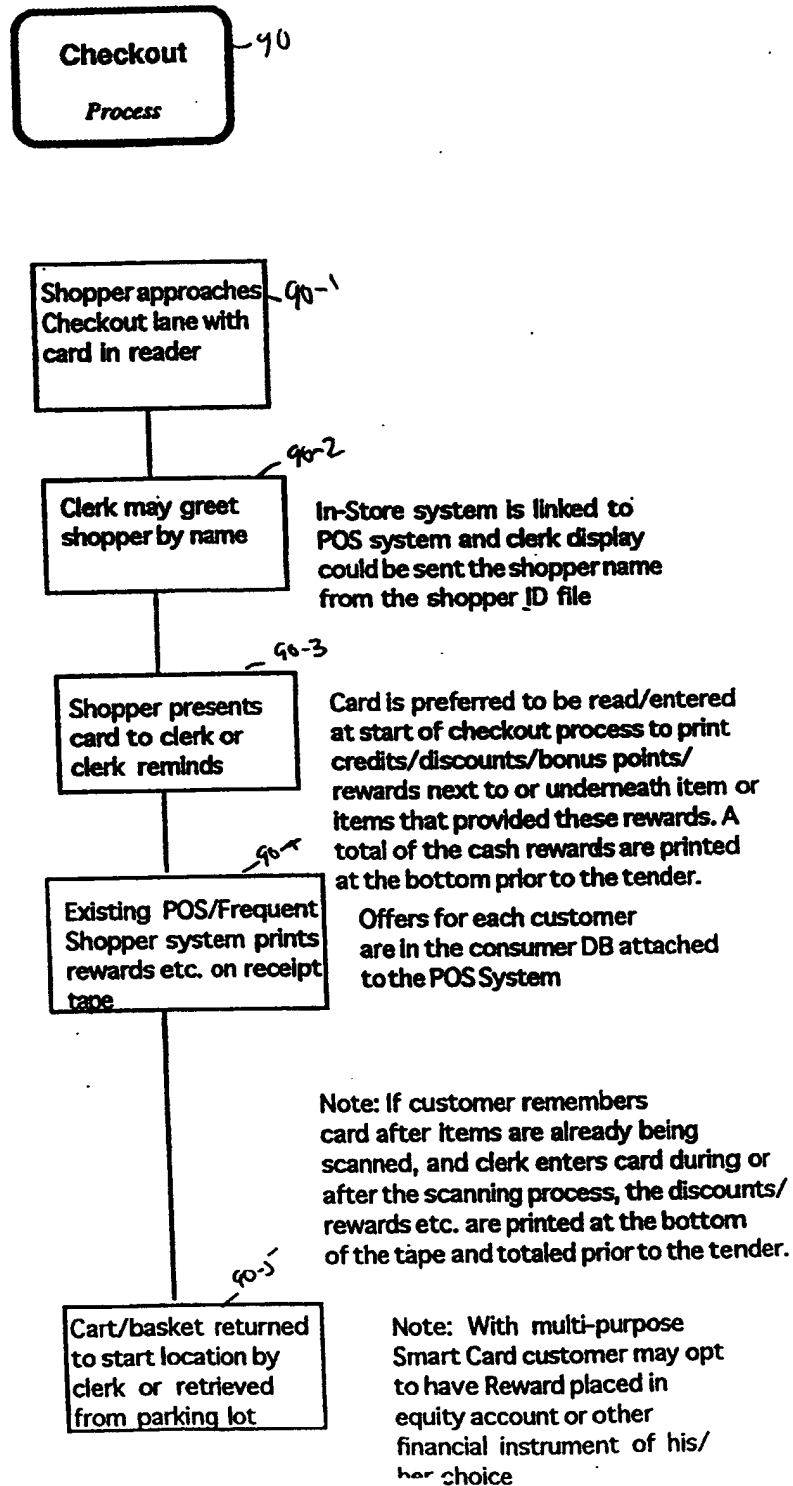 Checkout
90
Process
Shopper approaches
Checkout lane with
card in reader
90-1
90-2
Clerk may greet
shopper by name
In-Store system is linked to
POS system and clerk display
could be sent the shopper name
from the shopper ID file
90-3
Shopper presents
card to clerk or
clerk reminds
Card is preferred to be read/entered
at start of checkout process to print
credits/discounts/bonus points/
rewards next to or underneath item or
items that provided these rewards. A
total of the cash rewards are printed
at the bottom prior to the tender.
90-4
Existing POS/Frequent
Shopper system prints
rewards etc. on receipt
tape
Offers for each customer
are in the consumer DB attached
to the POS System
Note: If customer remembers
card after items are already being
scanned, and clerk enters card during or
after the scanning process, the discounts/
rewards etc. are printed at the bottom
of the tape and totaled prior to the tender.
90-5
Cart/basket returned
to start location by
clerk or retrieved
from parking lot
Note: With multi-purpose
Smart Card customer may opt
to have Reward placed in
equity account or other
financial instrument of his/
her choice